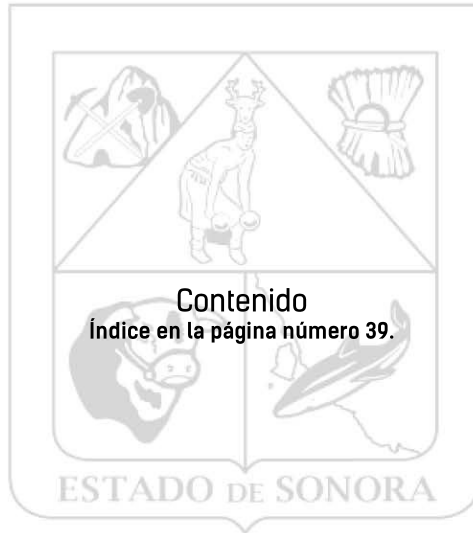 Contenido
Índice en la página número 39.
ESTADO DE SONORA